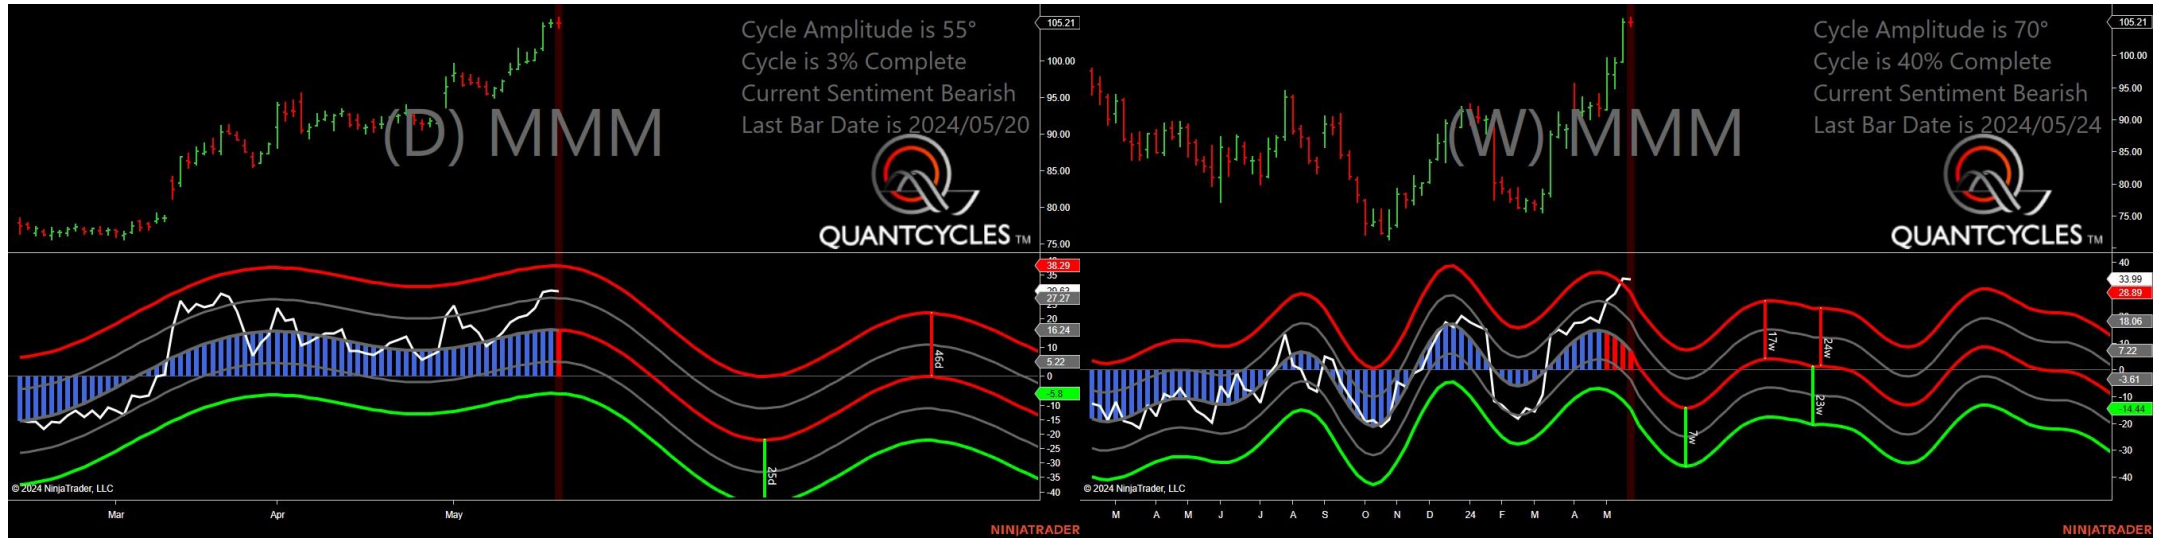 Cycle Amplitude is 55°
Cycle is 3% Complete
Current Sentiment Bearish
Last Bar Date is 2024/05/20
(D) MMM
QUANTCYCLES TM
105.21
100.00
95.00
90.00
85.00
80.00
75.00
38.29
35
27.27
20
16.24
10
5.22
0
-5.8
-10
-15
-20
-25
-30
-35
-40
46d
25d
© 2024 NinjaTrader, LLC
Mar Apr May
NINJATRADER
Cycle Amplitude is 70°
Cycle is 40% Complete
Current Sentiment Bearish
Last Bar Date is 2024/05/24
(W) MMM
QUANTCYCLES TM
105.21
100.00
95.00
90.00
85.00
80.00
75.00
40
33.99
28.89
18.06
10
7.22
0
-3.61
-10
-14.44
-20
-30
-40
17w
24w
23w
7w
© 2024 NinjaTrader, LLC
M A M J J A S O N D 24 F M A M
NINJATRADER